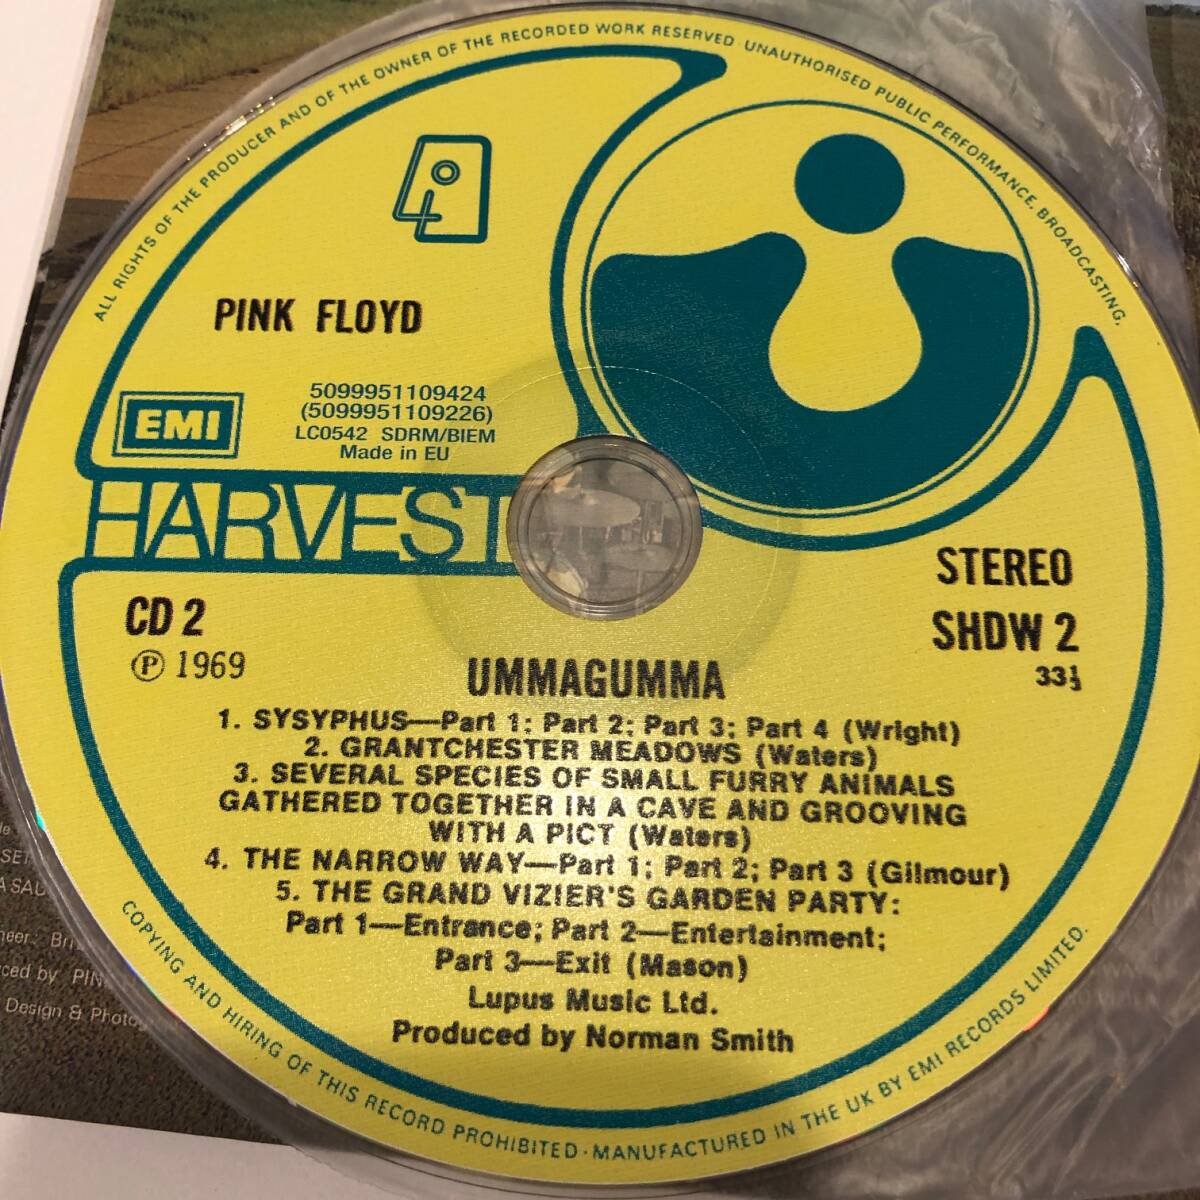 ALL RIGHTS OF THE PRODUCER AND OF THE OWNER OF THE RECORDED WORK RESERVED · UNAUTHORISED PUBLIC PERFORMANCE, BROADCASTING,
PINK FLOYD
5099951109424
(5099951109226)
LC0542 SDRM/BIEM
Made in EU
EMI
HARVEST
STEREO
CD 2
SHDW 2
℗ 1969
33⅓
UMMAGUMMA
1. SYSYPHUS—Part 1; Part 2; Part 3; Part 4 (Wright)
2. GRANTCHESTER MEADOWS (Waters)
3. SEVERAL SPECIES OF SMALL FURRY ANIMALS
GATHERED TOGETHER IN A CAVE AND GROOVING
WITH A PICT (Waters)
4. THE NARROW WAY—Part 1; Part 2; Part 3 (Gilmour)
5. THE GRAND VIZIER'S GARDEN PARTY:
Part 1—Entrance; Part 2—Entertainment;
Part 3—Exit (Mason)
Lupus Music Ltd.
Produced by Norman Smith
COPYING AND HIRING OF THIS RECORD PROHIBITED · MANUFACTURED IN THE UK BY EMI RECORDS LIMITED.
by PIN
Design & Photog